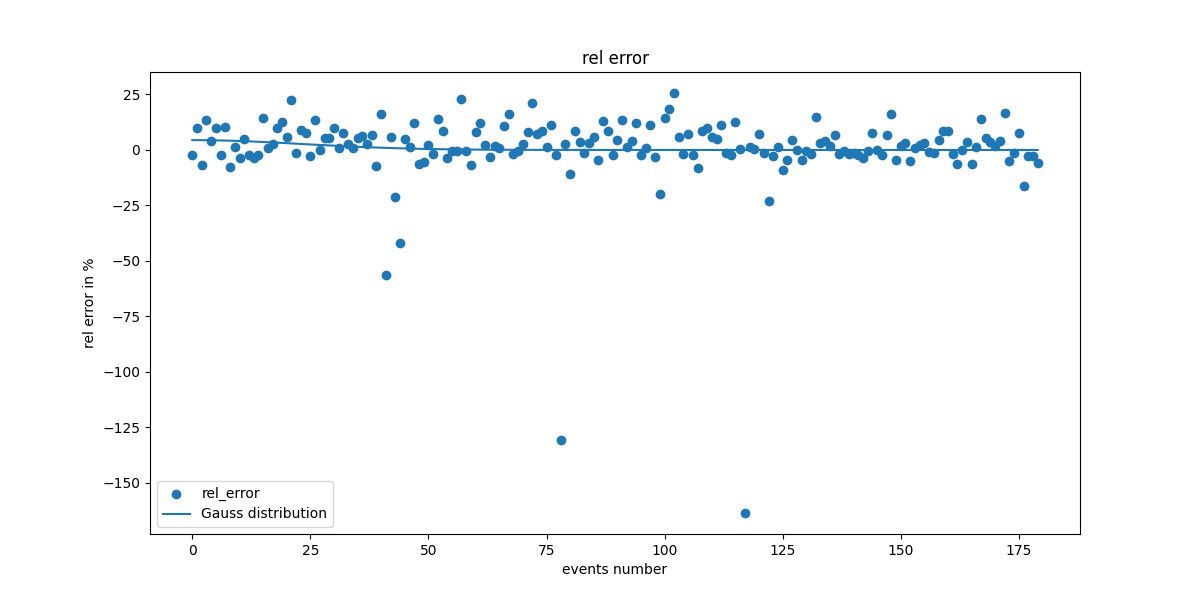 rel error
25
0
−25
−50
−75
−100
−125
−150
rel error in %
rel_error
Gauss distribution
0 25 50 75 100 125 150 175
events number